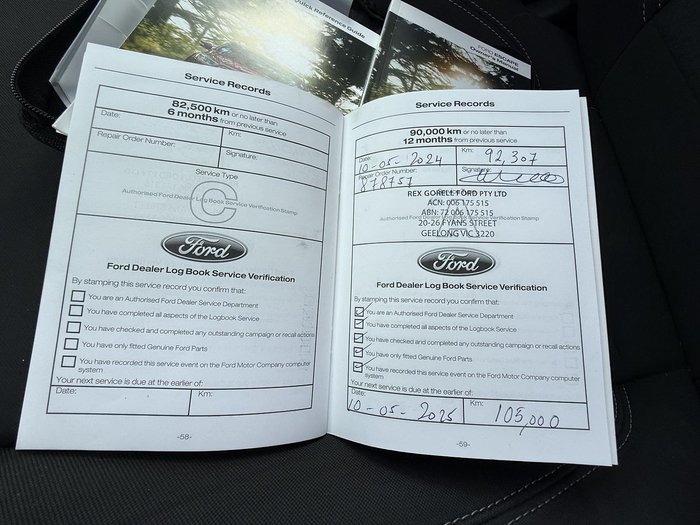 Quick Reference Guide
FORD ESCAPE
Owner's Manual
Service Records
82,500 km or no later than
6 months from previous service
Date:
Km:
Repair Order Number:
Signature:
Service Type
C
Authorised Ford Dealer Log Book Service Verification Stamp
Ford
Ford Dealer Log Book Service Verification
By stamping this service record you confirm that:
You are an Authorised Ford Dealer Service Department
You have completed all aspects of the Logbook Service
You have checked and completed any outstanding campaign or recall actions
You have only fitted Genuine Ford Parts
You have recorded this service event on the Ford Motor Company computer
system
Your next service is due at the earlier of:
Date:
Km:
-58-
Service Records
90,000 km or no later than
12 months from previous service
Date:
10-05-2024
Km:
92,307
Repair Order Number:
878757
Signature:
REX GORELL FORD PTY LTD
ACN: 006 175 515
ABN: 72 006 175 515
Authorised Ford Dealer Log Book Service Verification Stamp
20-26 FYANS STREET
GEELONG VIC 3220
Ford
Ford Dealer Log Book Service Verification
By stamping this service record you confirm that:
You are an Authorised Ford Dealer Service Department
You have completed all aspects of the Logbook Service
You have checked and completed any outstanding campaign or recall actions
You have only fitted Genuine Ford Parts
You have recorded this service event on the Ford Motor Company computer
system
Your next service is due at the earlier of:
Date:
10-05-2025
Km:
105,000
-59-